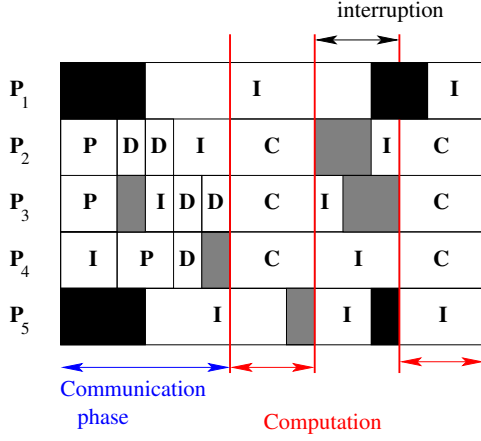 interruption
P1 I I
P2 P D D I C I C
P3 P I D D C I C
P4 I P D C I C
P5 I I I
Communication
phase
Computation